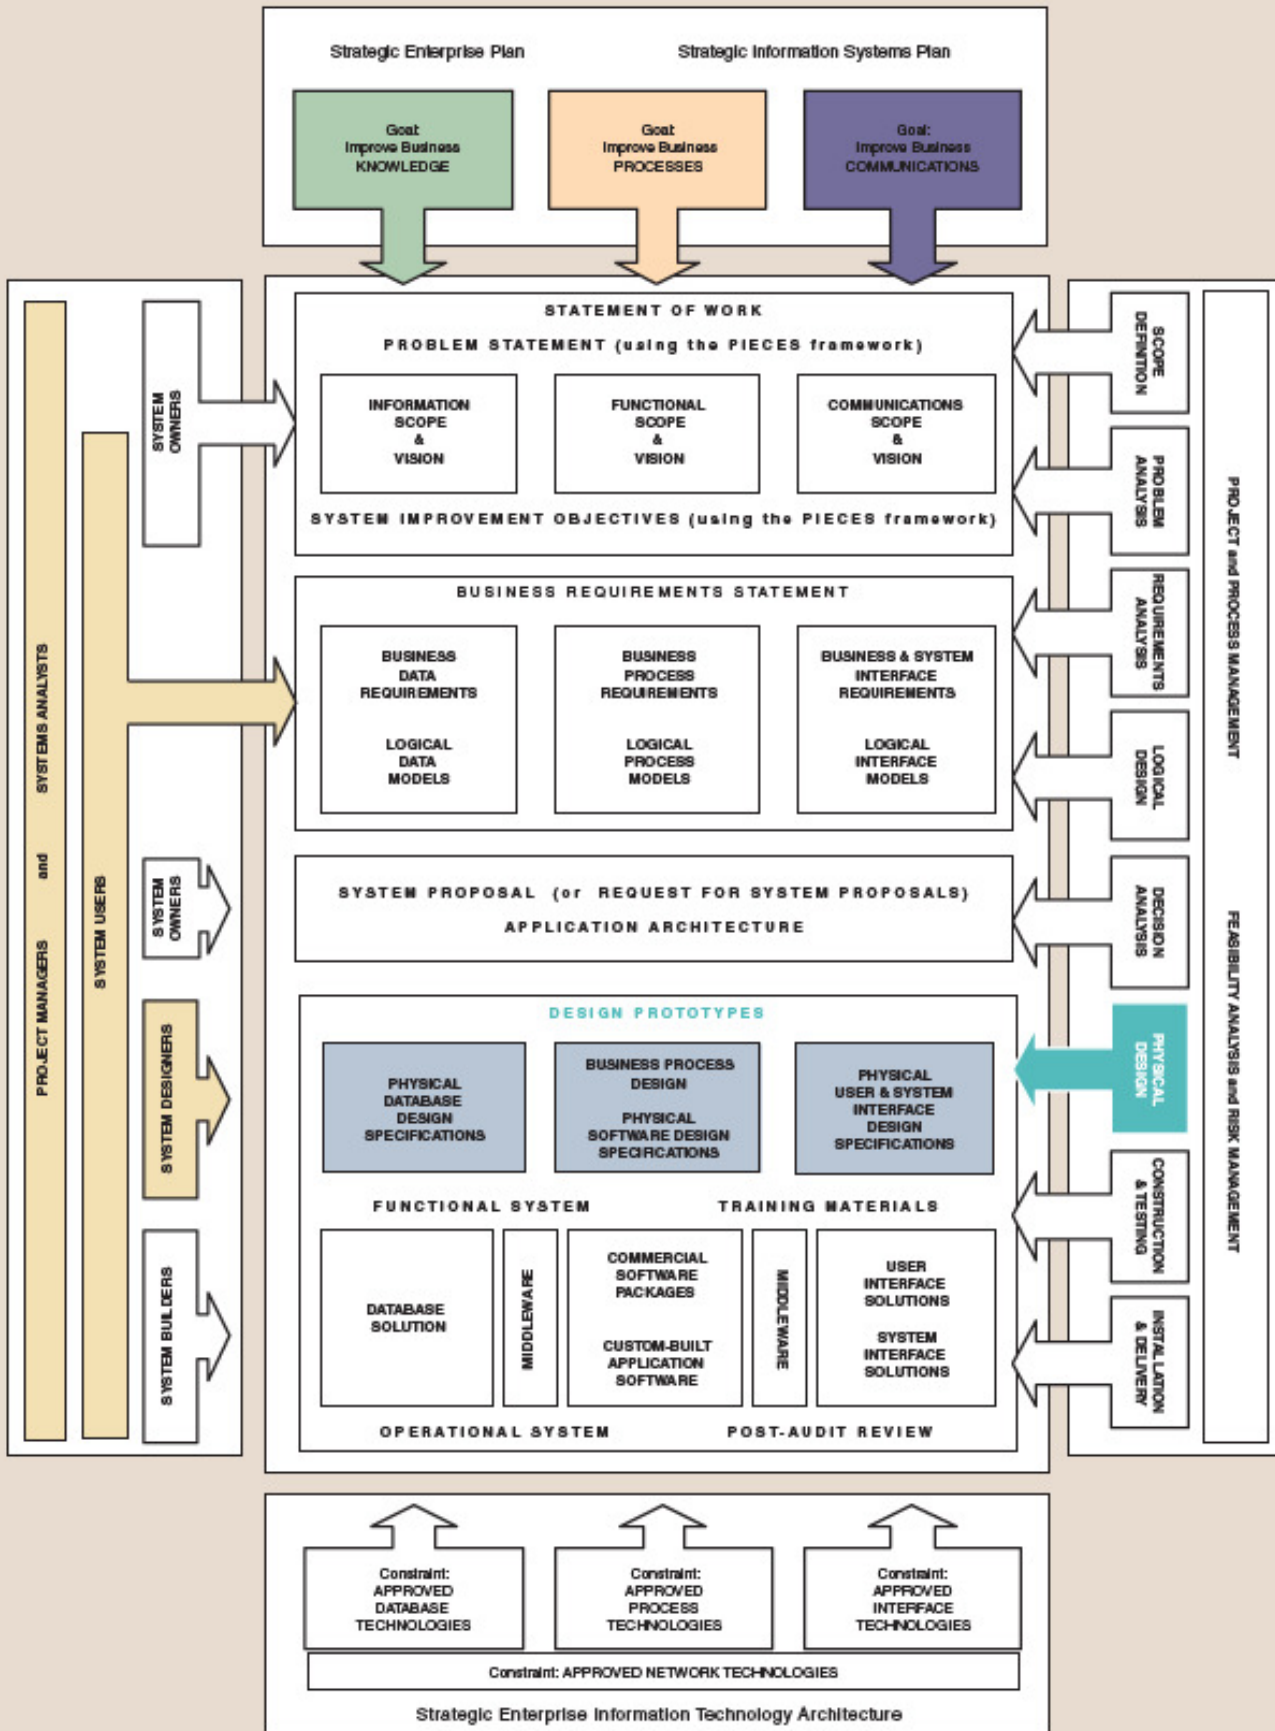 Strategic Enterprise Plan
Strategic Information Systems Plan
Goal:
Improve Business
KNOWLEDGE
Goal:
Improve Business
PROCESSES
Goal:
Improve Business
COMMUNICATIONS
PROJECT MANAGERS and SYSTEMS ANALYSTS
SYSTEM USERS
SYSTEM
OWNERS
SYSTEM
OWNERS
SYSTEM DESIGNERS
SYSTEM BUILDERS
STATEMENT OF WORK
PROBLEM STATEMENT (using the PIECES framework)
INFORMATION
SCOPE
&
VISION
FUNCTIONAL
SCOPE
&
VISION
COMMUNICATIONS
SCOPE
&
VISION
SYSTEM IMPROVEMENT OBJECTIVES (using the PIECES framework)
BUSINESS REQUIREMENTS STATEMENT
BUSINESS
DATA
REQUIREMENTS
LOGICAL
DATA
MODELS
BUSINESS
PROCESS
REQUIREMENTS
LOGICAL
PROCESS
MODELS
BUSINESS & SYSTEM
INTERFACE
REQUIREMENTS
LOGICAL
INTERFACE
MODELS
SYSTEM PROPOSAL (or REQUEST FOR SYSTEM PROPOSALS)
APPLICATION ARCHITECTURE
DESIGN PROTOTYPES
PHYSICAL
DATABASE
DESIGN
SPECIFICATIONS
BUSINESS PROCESS
DESIGN
PHYSICAL
SOFTWARE DESIGN
SPECIFICATIONS
PHYSICAL
USER & SYSTEM
INTERFACE
DESIGN
SPECIFICATIONS
FUNCTIONAL SYSTEM
TRAINING MATERIALS
DATABASE
SOLUTION
MIDDLEWARE
COMMERCIAL
SOFTWARE
PACKAGES
CUSTOM-BUILT
APPLICATION
SOFTWARE
MIDDLEWARE
USER
INTERFACE
SOLUTIONS
SYSTEM
INTERFACE
SOLUTIONS
OPERATIONAL SYSTEM
POST-AUDIT REVIEW
SCOPE
DEFINITION
PROBLEM
ANALYSIS
REQUIREMENTS
ANALYSIS
LOGICAL
DESIGN
DECISION
ANALYSIS
PHYSICAL
DESIGN
CONSTRUCTION
& TESTING
INSTALLATION
& DELIVERY
PROJECT and PROCESS MANAGEMENT
FEASIBILITY ANALYSIS and RISK MANAGEMENT
Constraint:
APPROVED
DATABASE
TECHNOLOGIES
Constraint:
APPROVED
PROCESS
TECHNOLOGIES
Constraint:
APPROVED
INTERFACE
TECHNOLOGIES
Constraint: APPROVED NETWORK TECHNOLOGIES
Strategic Enterprise Information Technology Architecture